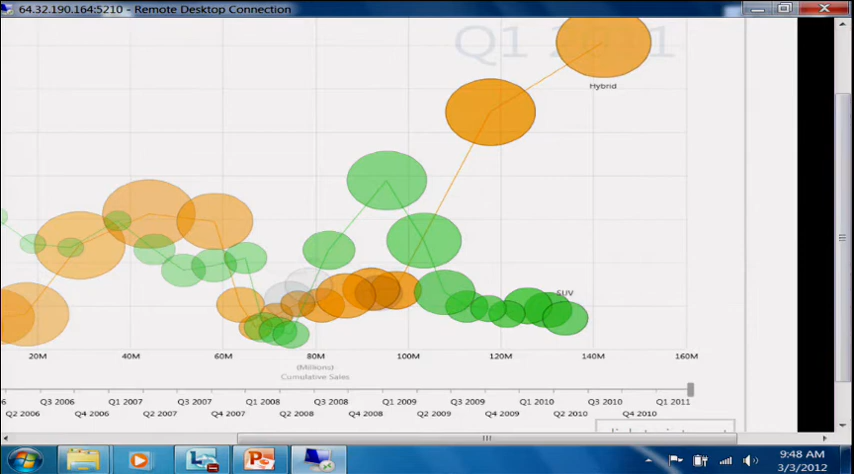 64.32.190.164:5210 - Remote Desktop Connection
Q1 2011
Hybrid
SUV
20M 40M 60M 80M 100M 120M 140M 160M
(Millions)
Cumulative Sales
6 Q3 2006 Q1 2007 Q3 2007 Q1 2008 Q3 2008 Q1 2009 Q3 2009 Q1 2010 Q3 2010 Q1 2011
Q2 2006 Q4 2006 Q2 2007 Q4 2007 Q2 2008 Q4 2008 Q2 2009 Q4 2009 Q2 2010 Q4 2010
9:48 AM
3/3/2012